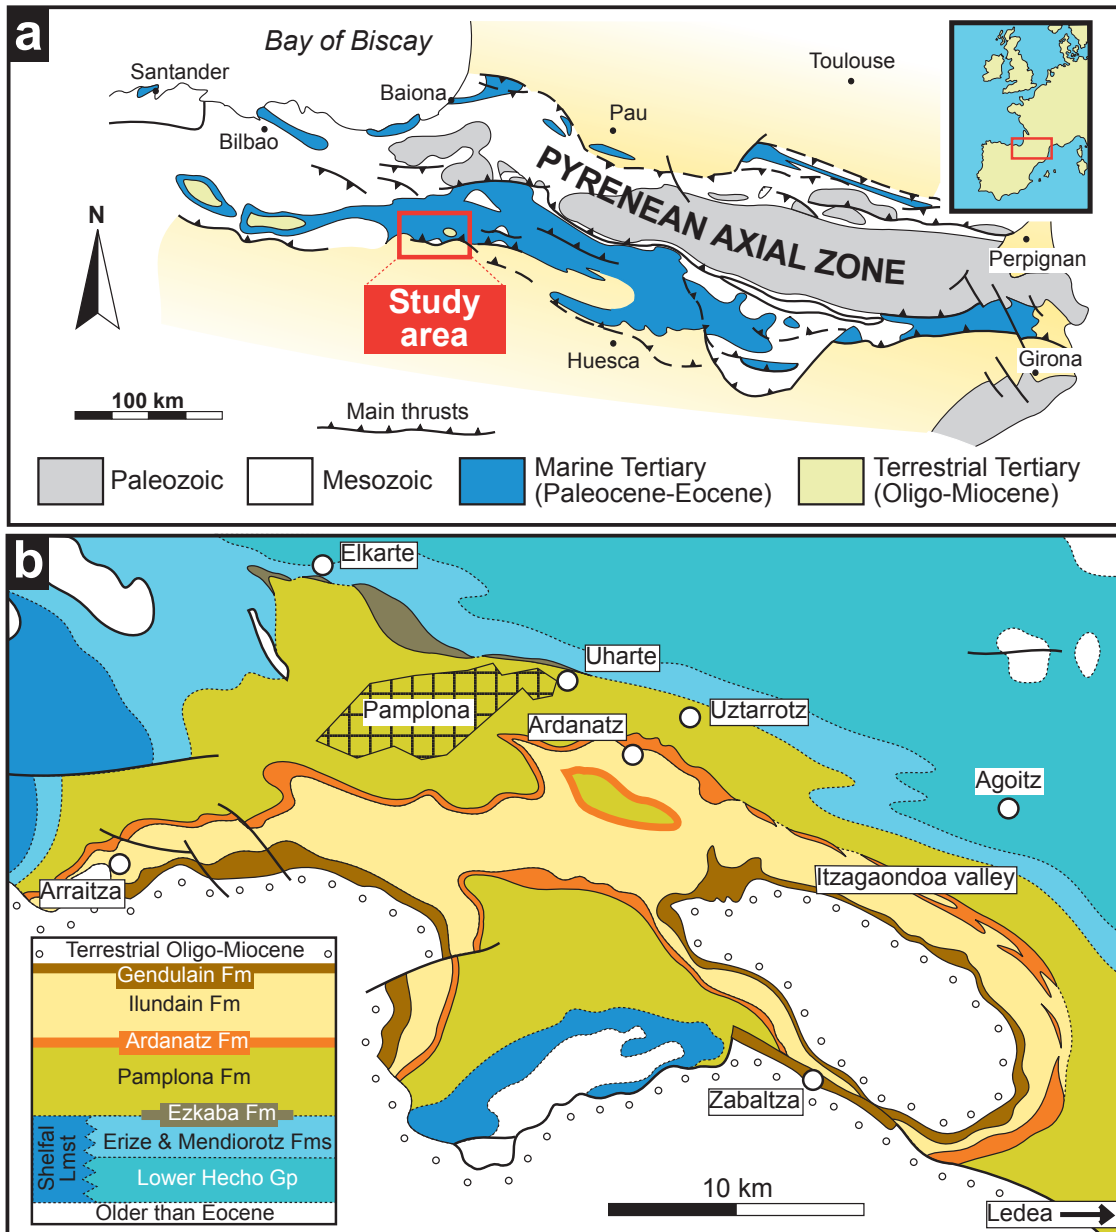 a
Bay of Biscay
Santander
Bilbao
Baiona
Pau
Toulouse
PYRENEAN AXIAL ZONE
Perpignan
N
Study
area
Huesca
Girona
100 km
Main thrusts
Paleozoic
Mesozoic
Marine Tertiary
(Paleocene-Eocene)
Terrestrial Tertiary
(Oligo-Miocene)
b
Elkarte
Uharte
Pamplona
Uztarrotz
Ardanatz
Agoitz
Arraitza
Itzagaondoa valley
Terrestrial Oligo-Miocene
Gendulain Fm
Ilundain Fm
Ardanatz Fm
Pamplona Fm
Ezkaba Fm
Shelfal
Lmst
Erize & Mendiorotz Fms
Lower Hecho Gp
Older than Eocene
Zabaltza
10 km
Ledea